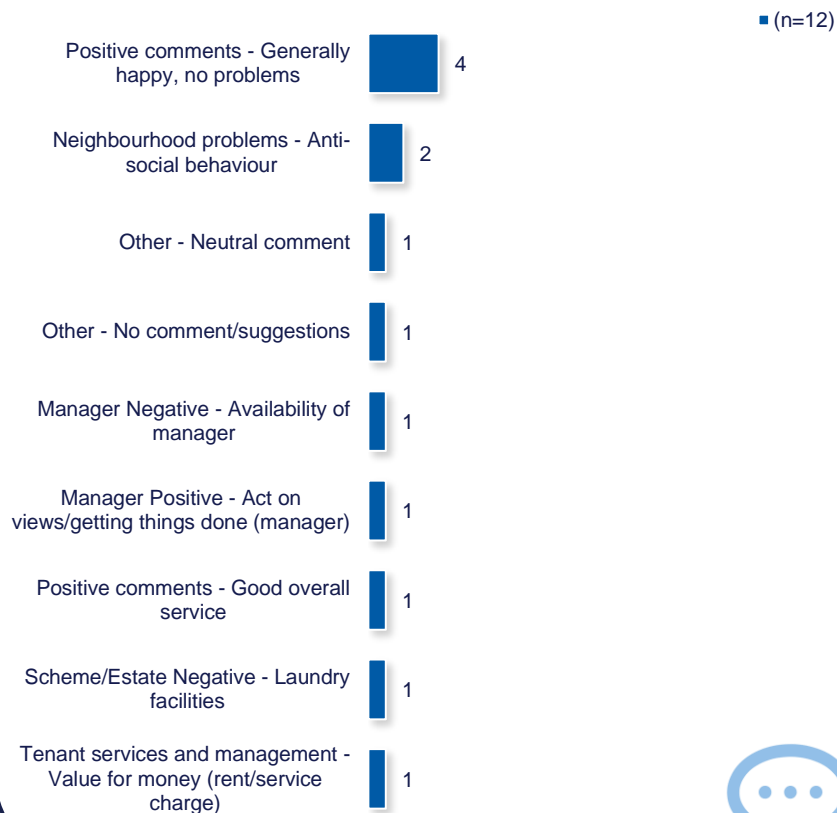 (n=12)
Positive comments - Generally
happy, no problems
4
Neighbourhood problems - Anti-
social behaviour
2
Other - Neutral comment
1
Other - No comment/suggestions
1
Manager Negative - Availability of
manager
1
Manager Positive - Act on
views/getting things done (manager)
1
Positive comments - Good overall
service
1
Scheme/Estate Negative - Laundry
facilities
1
Tenant services and management -
Value for money (rent/service
charge)
1